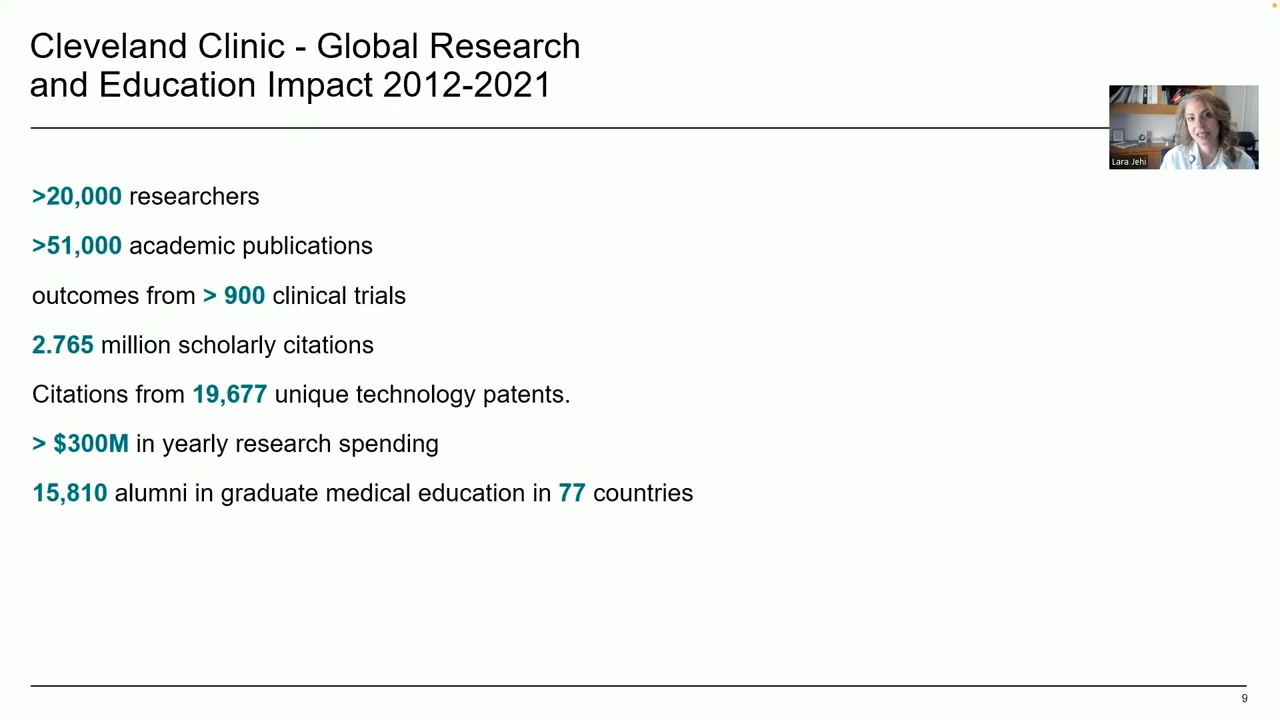 Cleveland Clinic - Global Research
and Education Impact 2012-2021
Lara Jehi
>20,000 researchers
>51,000 academic publications
outcomes from > 900 clinical trials
2.765 million scholarly citations
Citations from 19,677 unique technology patents.
> $300M in yearly research spending
15,810 alumni in graduate medical education in 77 countries
9